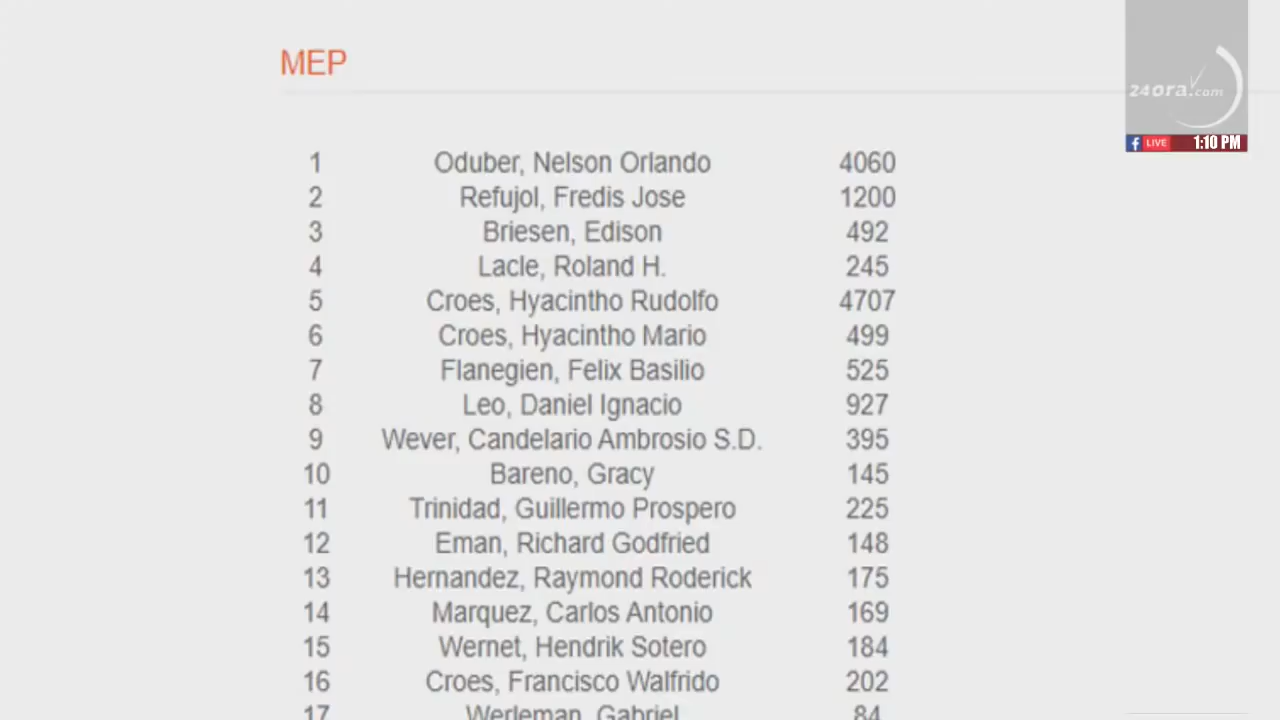 MEP
24ora.com
f LIVE 1:10 PM
1 Oduber, Nelson Orlando 4060
2 Refujol, Fredis Jose 1200
3 Briesen, Edison 492
4 Lacle, Roland H. 245
5 Croes, Hyacintho Rudolfo 4707
6 Croes, Hyacintho Mario 499
7 Flanegien, Felix Basilio 525
8 Leo, Daniel Ignacio 927
9 Wever, Candelario Ambrosio S.D. 395
10 Bareno, Gracy 145
11 Trinidad, Guillermo Prospero 225
12 Eman, Richard Godfried 148
13 Hernandez, Raymond Roderick 175
14 Marquez, Carlos Antonio 169
15 Wernet, Hendrik Sotero 184
16 Croes, Francisco Walfrido 202
17 Werleman, Gabriel 84